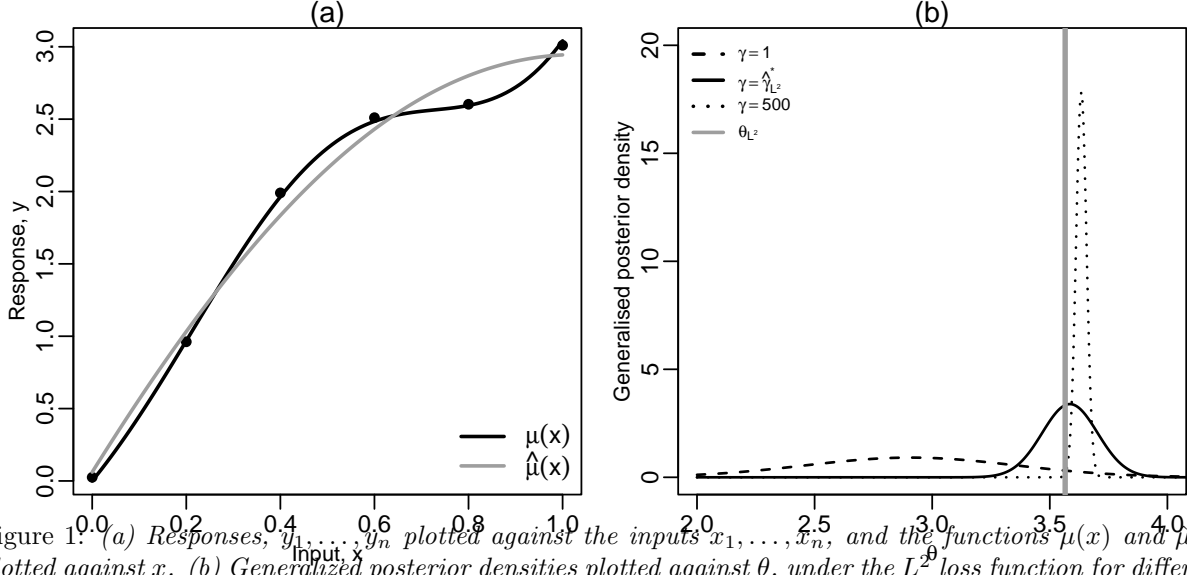 (a)
Response, y
0.0 0.5 1.0 1.5 2.0 2.5 3.0
μ(x)
μ̂(x)
0.0 0.2 0.4 0.6 0.8 1.0
Input, x
(b)
Generalised posterior density
0 5 10 15 20
γ = 1
γ = γ̂*L²
γ = 500
θL²
2.0 2.5 3.0 3.5 4.0
θ
igure 1: (a) Responses, y1, . . . , yn plotted against the inputs x1, . . . , xn, and the functions μ(x) and
lotted against x. (b) Generalized posterior densities plotted against θ, under the L² loss function for differ